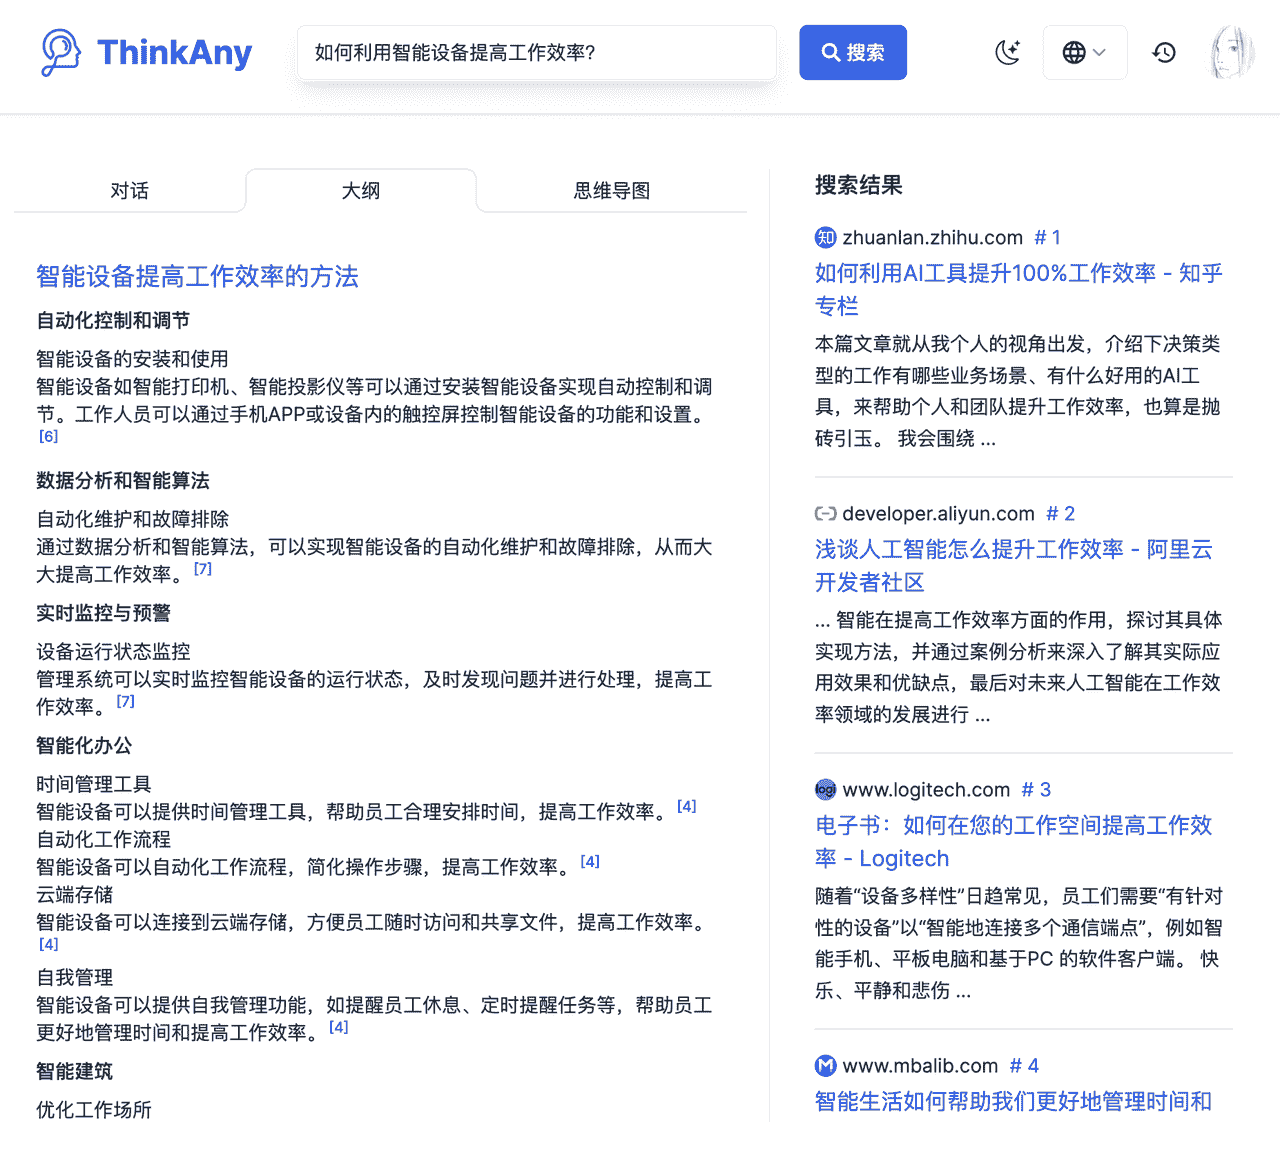 ThinkAny
如何利用智能设备提高工作效率?
搜索
对话
大纲
思维导图
智能设备提高工作效率的方法
自动化控制和调节
智能设备的安装和使用
智能设备如智能打印机、智能投影仪等可以通过安装智能设备实现自动控制和调
节。工作人员可以通过手机APP或设备内的触控屏控制智能设备的功能和设置。
[6]
数据分析和智能算法
自动化维护和故障排除
通过数据分析和智能算法，可以实现智能设备的自动化维护和故障排除，从而大
大提高工作效率。[7]
实时监控与预警
设备运行状态监控
管理系统可以实时监控智能设备的运行状态，及时发现问题并进行处理，提高工
作效率。[7]
智能化办公
时间管理工具
智能设备可以提供时间管理工具，帮助员工合理安排时间，提高工作效率。[4]
自动化工作流程
智能设备可以自动化工作流程，简化操作步骤，提高工作效率。[4]
云端存储
智能设备可以连接到云端存储，方便员工随时访问和共享文件，提高工作效率。
[4]
自我管理
智能设备可以提供自我管理功能，如提醒员工休息、定时提醒任务等，帮助员工
更好地管理时间和提高工作效率。[4]
智能建筑
优化工作场所
搜索结果
知 zhuanlan.zhihu.com # 1
如何利用AI工具提升100%工作效率 - 知乎
专栏
本篇文章就从我个人的视角出发，介绍下决策类
型的工作有哪些业务场景、有什么好用的AI工
具，来帮助个人和团队提升工作效率，也算是抛
砖引玉。 我会围绕 ...
developer.aliyun.com # 2
浅谈人工智能怎么提升工作效率 - 阿里云
开发者社区
... 智能在提高工作效率方面的作用，探讨其具体
实现方法，并通过案例分析来深入了解其实际应
用效果和优缺点，最后对未来人工智能在工作效
率领域的发展进行 ...
logi www.logitech.com # 3
电子书：如何在您的工作空间提高工作效
率 - Logitech
随着“设备多样性”日趋常见，员工们需要“有针对
性的设备”以“智能地连接多个通信端点”，例如智
能手机、平板电脑和基于PC 的软件客户端。 快
乐、平静和悲伤 ...
M www.mbalib.com # 4
智能生活如何帮助我们更好地管理时间和